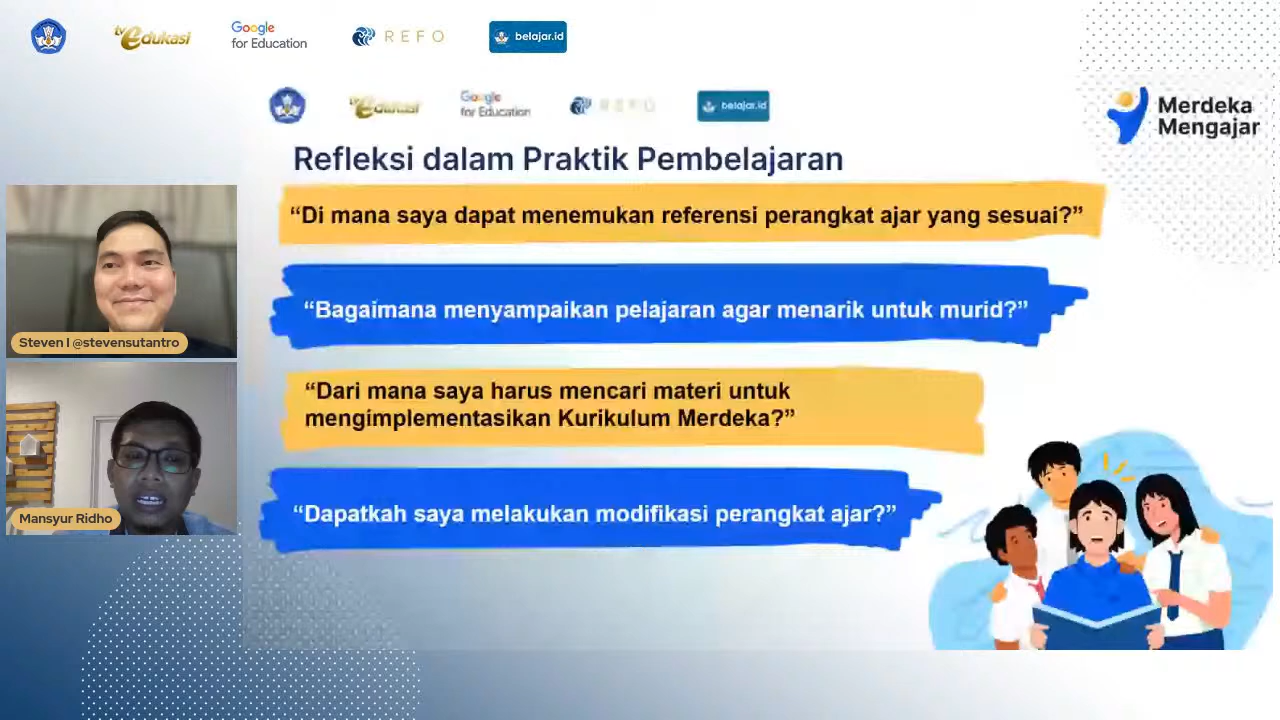 tv edukasi
Google
for Education
REFO
belajar.id
tv edukasi
Google
for Education
REFO
belajar.id
Merdeka
Mengajar
Refleksi dalam Praktik Pembelajaran
“Di mana saya dapat menemukan referensi perangkat ajar yang sesuai?”
“Bagaimana menyampaikan pelajaran agar menarik untuk murid?”
“Dari mana saya harus mencari materi untuk
mengimplementasikan Kurikulum Merdeka?”
“Dapatkah saya melakukan modifikasi perangkat ajar?”
Steven I @stevensutantro
Mansyur Ridho